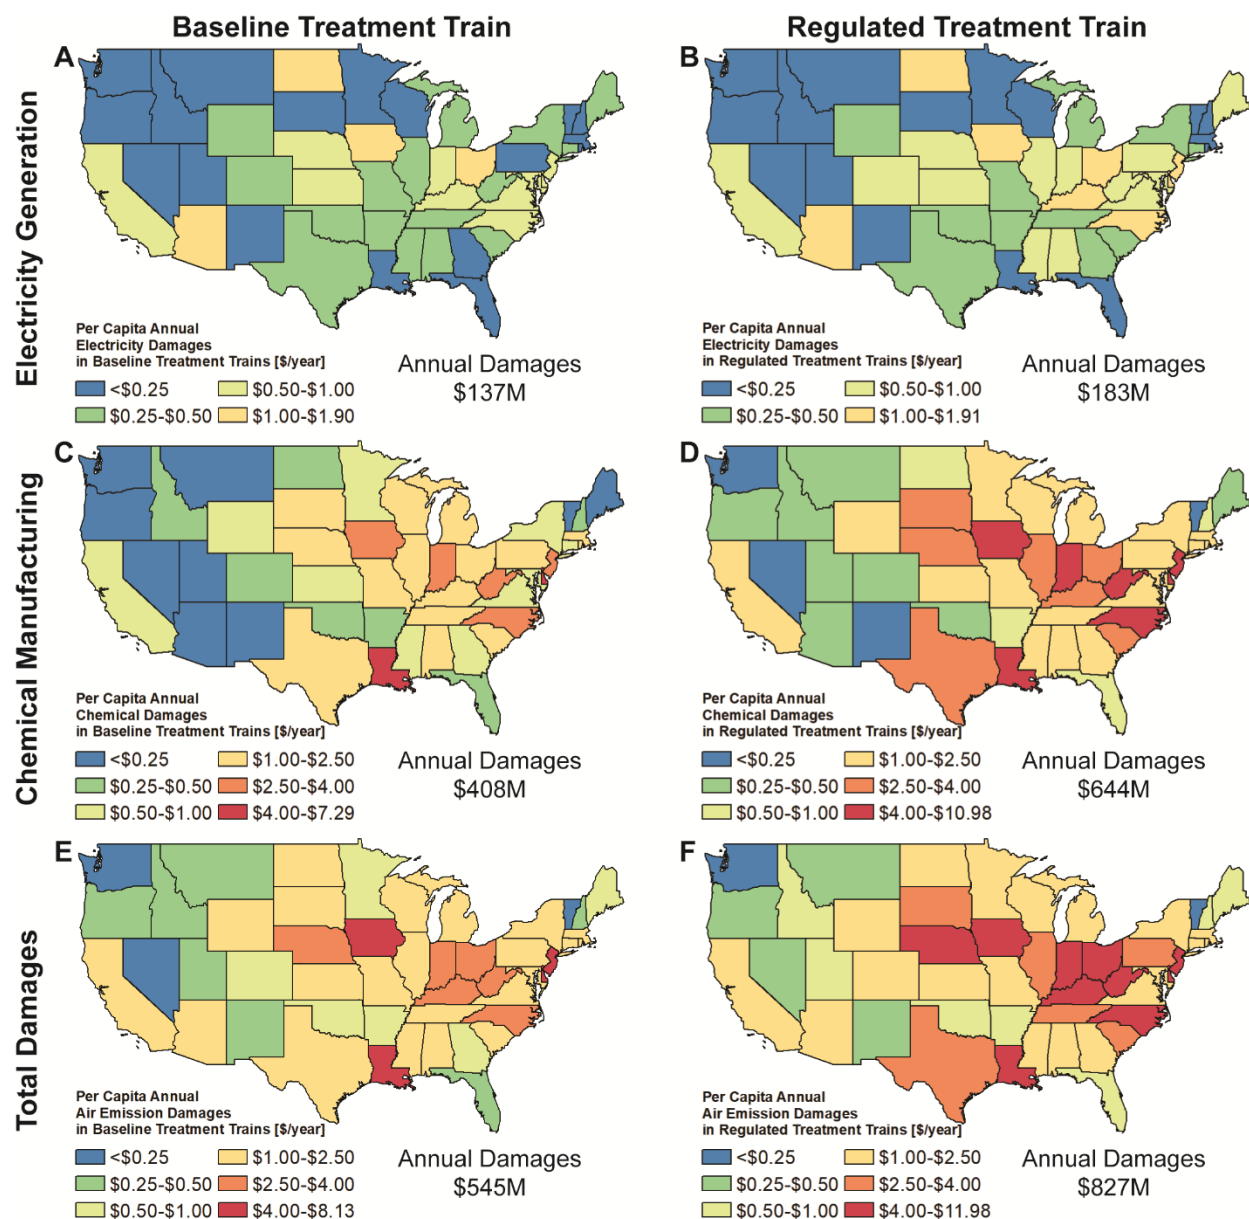 Baseline Treatment Train
Regulated Treatment Train
Electricity Generation
A
Per Capita Annual
Electricity Damages
in Baseline Treatment Trains [$/year]
<$0.25
$0.50-$1.00
$0.25-$0.50
$1.00-$1.90
Annual Damages
$137M
B
Per Capita Annual
Electricity Damages
in Regulated Treatment Trains [$/year]
<$0.25
$0.50-$1.00
$0.25-$0.50
$1.00-$1.91
Annual Damages
$183M
Chemical Manufacturing
C
Per Capita Annual
Chemical Damages
in Baseline Treatment Trains [$/year]
<$0.25
$1.00-$2.50
$0.25-$0.50
$2.50-$4.00
$0.50-$1.00
$4.00-$7.29
Annual Damages
$408M
D
Per Capita Annual
Chemical Damages
in Regulated Treatment Trains [$/year]
<$0.25
$1.00-$2.50
$0.25-$0.50
$2.50-$4.00
$0.50-$1.00
$4.00-$10.98
Annual Damages
$644M
Total Damages
E
Per Capita Annual
Air Emission Damages
in Baseline Treatment Trains [$/year]
<$0.25
$1.00-$2.50
$0.25-$0.50
$2.50-$4.00
$0.50-$1.00
$4.00-$8.13
Annual Damages
$545M
F
Per Capita Annual
Air Emission Damages
in Regulated Treatment Trains [$/year]
<$0.25
$1.00-$2.50
$0.25-$0.50
$2.50-$4.00
$0.50-$1.00
$4.00-$11.98
Annual Damages
$827M